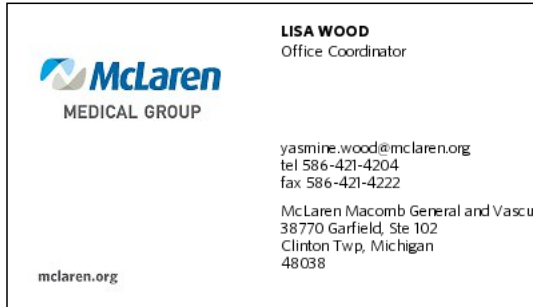 LISA WOOD
Office Coordinator
McLaren
MEDICAL GROUP
yasmine.wood@mclaren.org
tel 586-421-4204
fax 586-421-4222
McLaren Macomb General and Vascu
38770 Garfield, Ste 102
Clinton Twp, Michigan
48038
mclaren.org